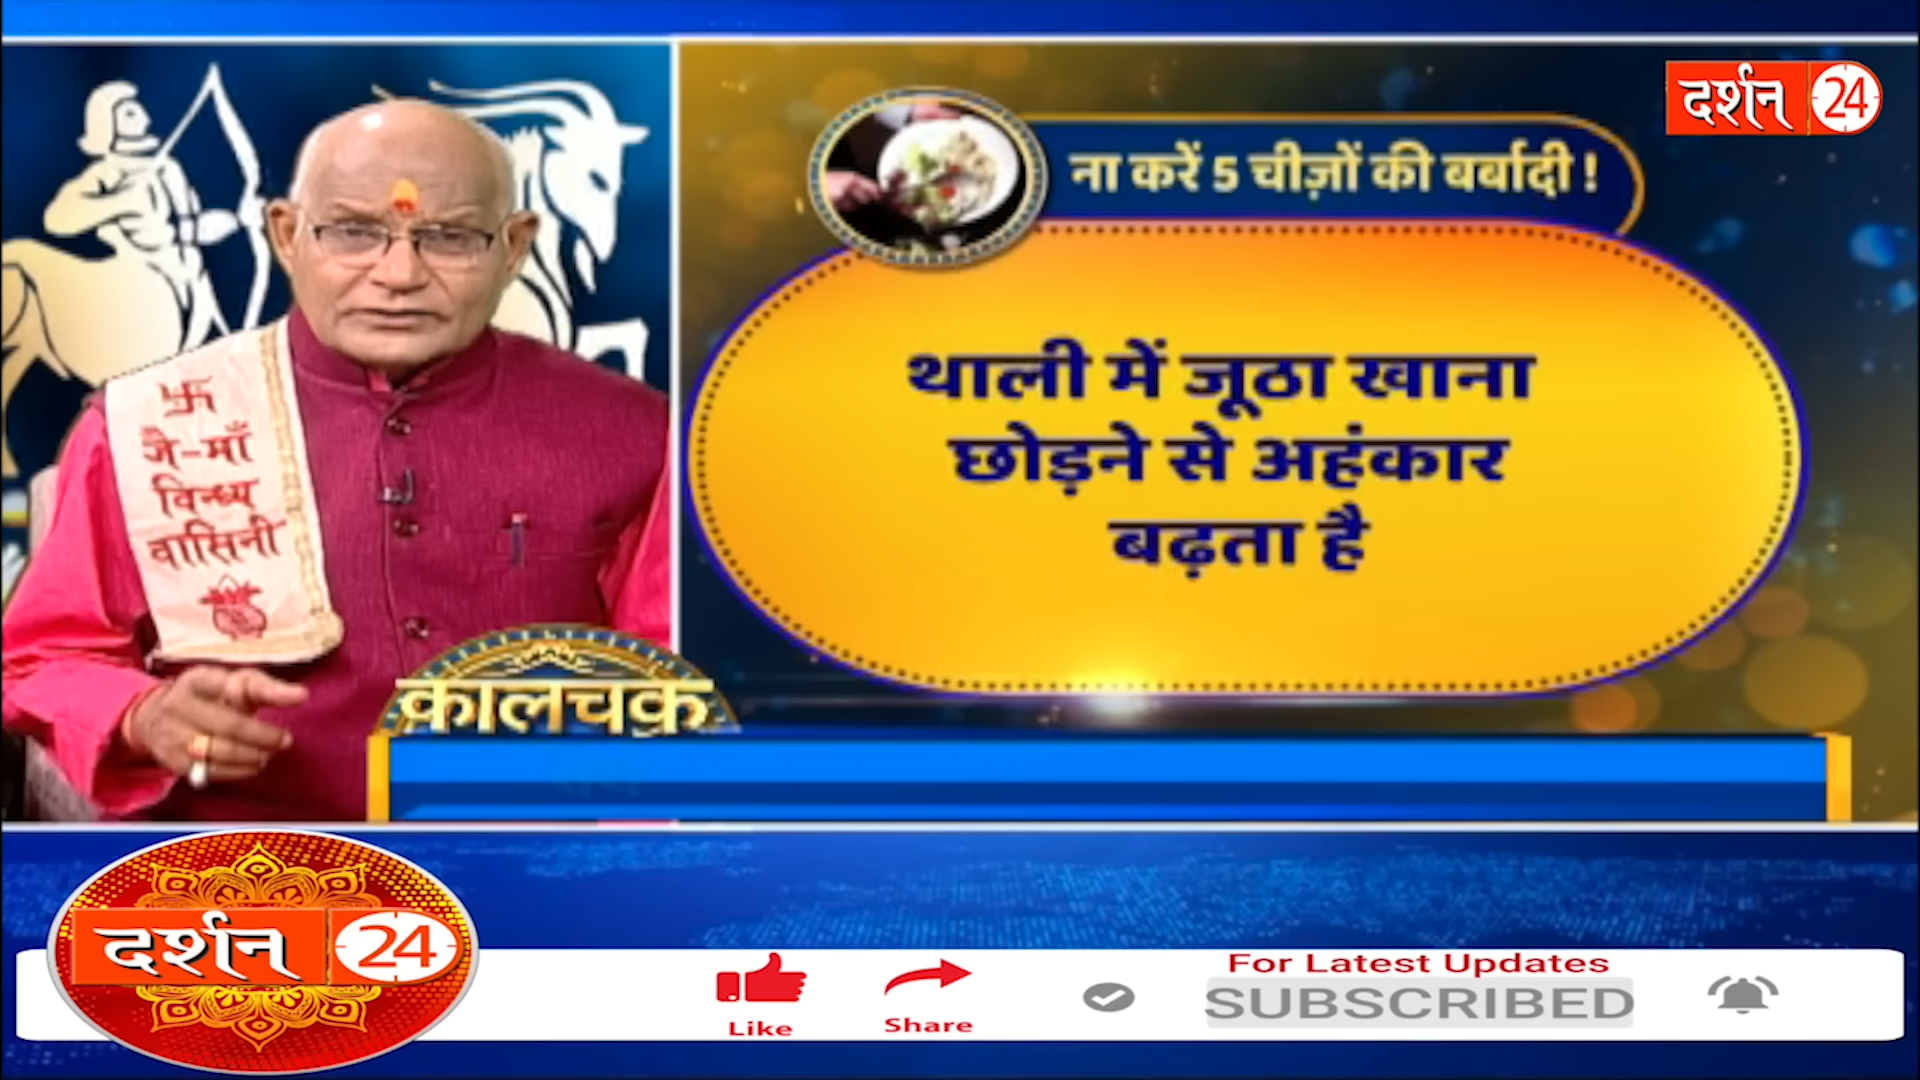 दर्शन 24
ना करें 5 चीज़ों की बर्बादी !
थाली में जूठा खाना
छोड़ने से अहंकार
बढ़ता है
जै-माँ
विन्ध्य
वासिनी
कालचक्र
दर्शन 24
Like
Share
For Latest Updates
SUBSCRIBED